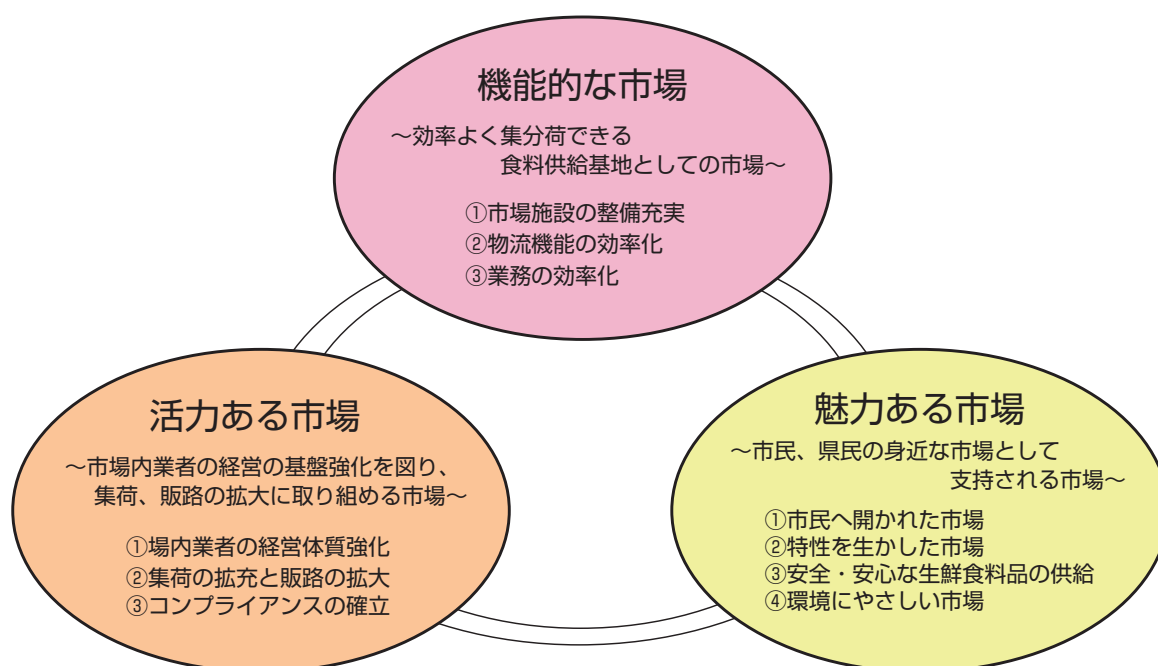 機能的な市場
～効率よく集分荷できる
食料供給基地としての市場～
①市場施設の整備充実
②物流機能の効率化
③業務の効率化
活力ある市場
～市場内業者の経営の基盤強化を図り、
集荷、販路の拡大に取り組める市場～
①場内業者の経営体質強化
②集荷の拡充と販路の拡大
③コンプライアンスの確立
魅力ある市場
～市民、県民の身近な市場として
支持される市場～
①市民へ開かれた市場
②特性を生かした市場
③安全・安心な生鮮食料品の供給
④環境にやさしい市場